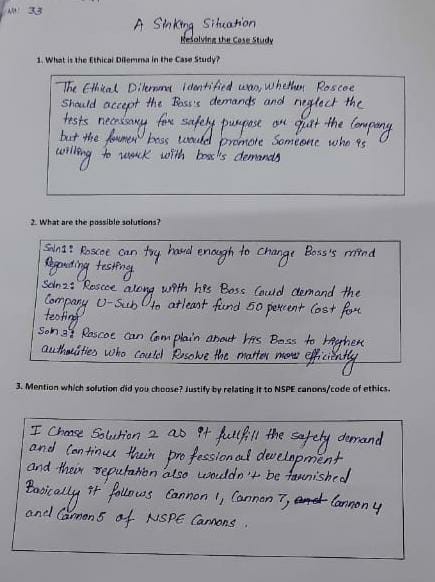 No: 33
A Sinking Situation
Resolving the Case Study
1. What is the Ethical Dilemma in the Case Study?
The Ethical Dilemma identified was, whether Roscoe
should accept the Boss's demands and neglect the
tests necessary for safety purpose or quit the Company
but the former boss would promote Someone who is
willing to work with boss's demands
2. What are the possible solutions?
Soln1: Roscoe can try hard enough to change Boss's mind
Regarding testing
Soln2: Roscoe along with his Boss Could demand the
Company U-Sub to atleast fund 50 percent Cost for
testing
Soln3: Roscoe can Complain about his Boss to higher
authorities who could Resolve the matter more efficiently
3. Mention which solution did you choose? Justify by relating it to NSPE canons/code of ethics.
I Choose Solution 2 as it fullfill the safety demand
and Continue their professional development
and their reputation also wouldn't be tarnished
Basically it follows Cannon 1, Cannon 7, and Cannon 4
and Cannon 5 of NSPE Cannons.